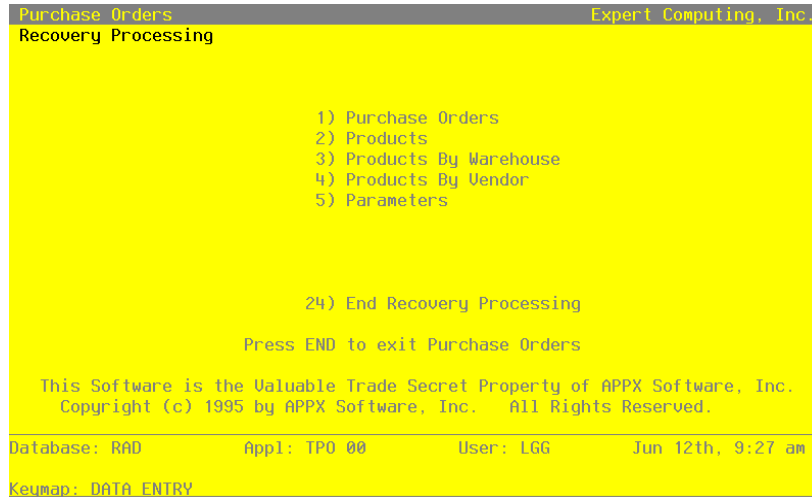 Purchase Orders Expert Computing, Inc.
Recovery Processing
1) Purchase Orders
2) Products
3) Products By Warehouse
4) Products By Vendor
5) Parameters
24) End Recovery Processing
Press END to exit Purchase Orders
This Software is the Valuable Trade Secret Property of APPX Software, Inc.
Copyright (c) 1995 by APPX Software, Inc. All Rights Reserved.
Database: RAD Appl: TPO 00 User: LGG Jun 12th, 9:27 am
Keymap: DATA ENTRY